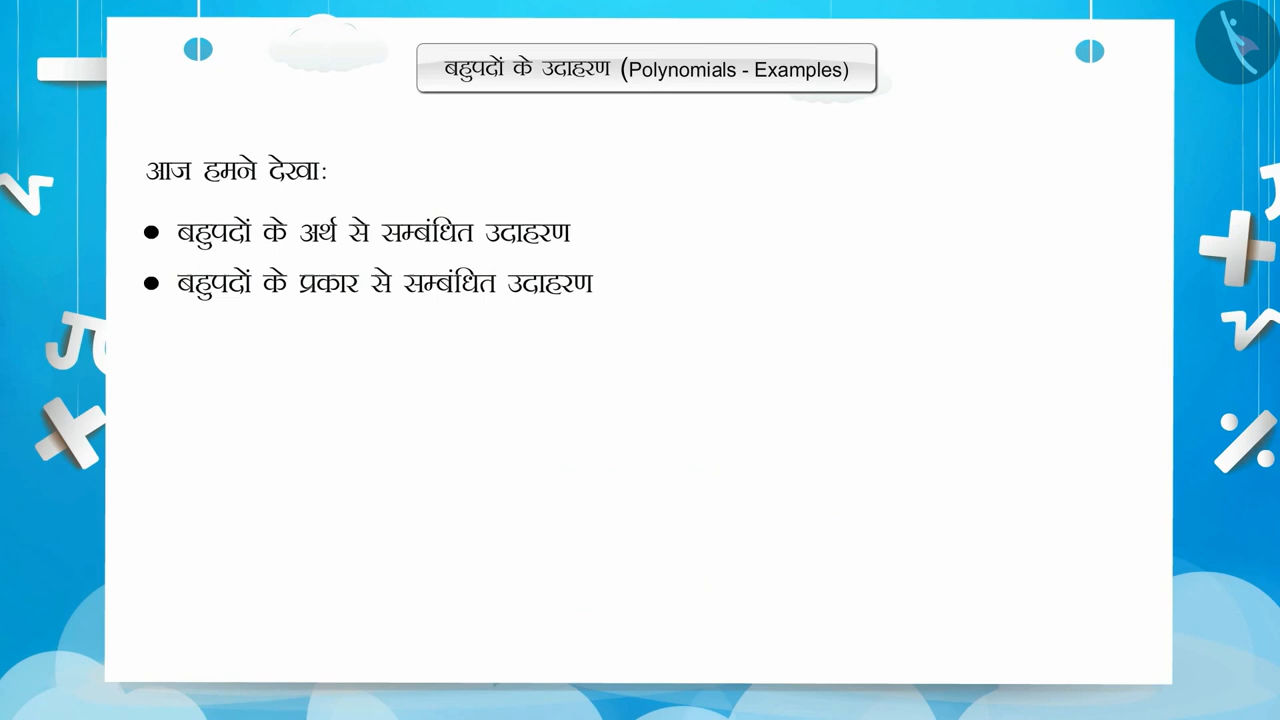 बहुपदों के उदाहरण (Polynomials - Examples)
आज हमने देखा:
• बहुपदों के अर्थ से सम्बंधित उदाहरण
• बहुपदों के प्रकार से सम्बंधित उदाहरण